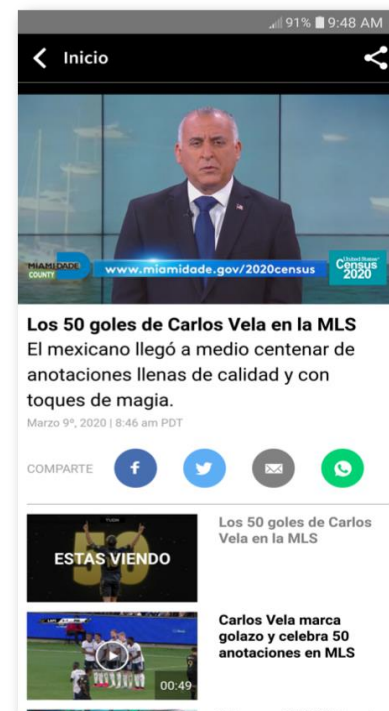 91% 9:48 AM
Inicio
MIAMI-DADE
COUNTY
www.miamidade.gov/2020census
United States®
Census
2020
Los 50 goles de Carlos Vela en la MLS
El mexicano llegó a medio centenar de
anotaciones llenas de calidad y con
toques de magia.
Marzo 9º, 2020 | 8:46 am PDT
COMPARTE
50
ESTAS VIENDO
Los 50 goles de Carlos
Vela en la MLS
00:49
Carlos Vela marca
golazo y celebra 50
anotaciones en MLS